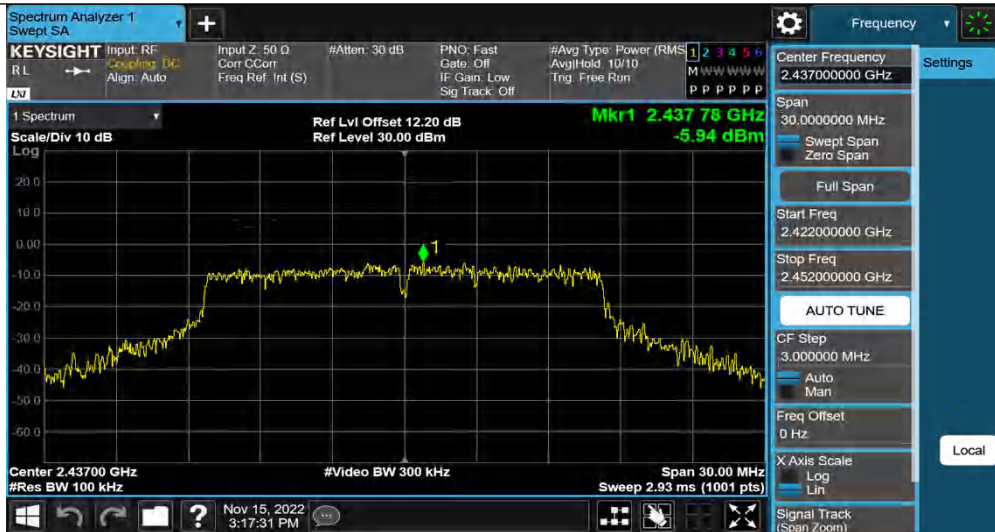 Spectrum Analyzer 1
Swept SA
Frequency
KEYSIGHT
RL
LXI
Input: RF
Coupling: DC
Align: Auto
Input Z: 50 Ω
Corr CCorr
Freq Ref: Int (S)
#Atten: 30 dB
PNO: Fast
Gate: Off
IF Gain: Low
Sig Track: Off
#Avg Type: Power (RMS
Avg|Hold: 10/10
Trig: Free Run
1 2 3 4 5 6
M W W W W W
P P P P P P
1 Spectrum
Scale/Div 10 dB
Log
Ref Lvl Offset 12.20 dB
Ref Level 30.00 dBm
Mkr1 2.437 78 GHz
-5.94 dBm
20.0
10.0
0.00
-10.0
-20.0
-30.0
-40.0
-50.0
-60.0
1
Center 2.43700 GHz
#Res BW 100 kHz
#Video BW 300 kHz
Span 30.00 MHz
Sweep 2.93 ms (1001 pts)
Nov 15, 2022
3:17:31 PM
Center Frequency
2.437000000 GHz
Span
30.0000000 MHz
Swept Span
Zero Span
Full Span
Start Freq
2.422000000 GHz
Stop Freq
2.452000000 GHz
AUTO TUNE
CF Step
3.000000 MHz
Auto
Man
Freq Offset
0 Hz
X Axis Scale
Log
Lin
Signal Track
(Span Zoom)
Settings
Local